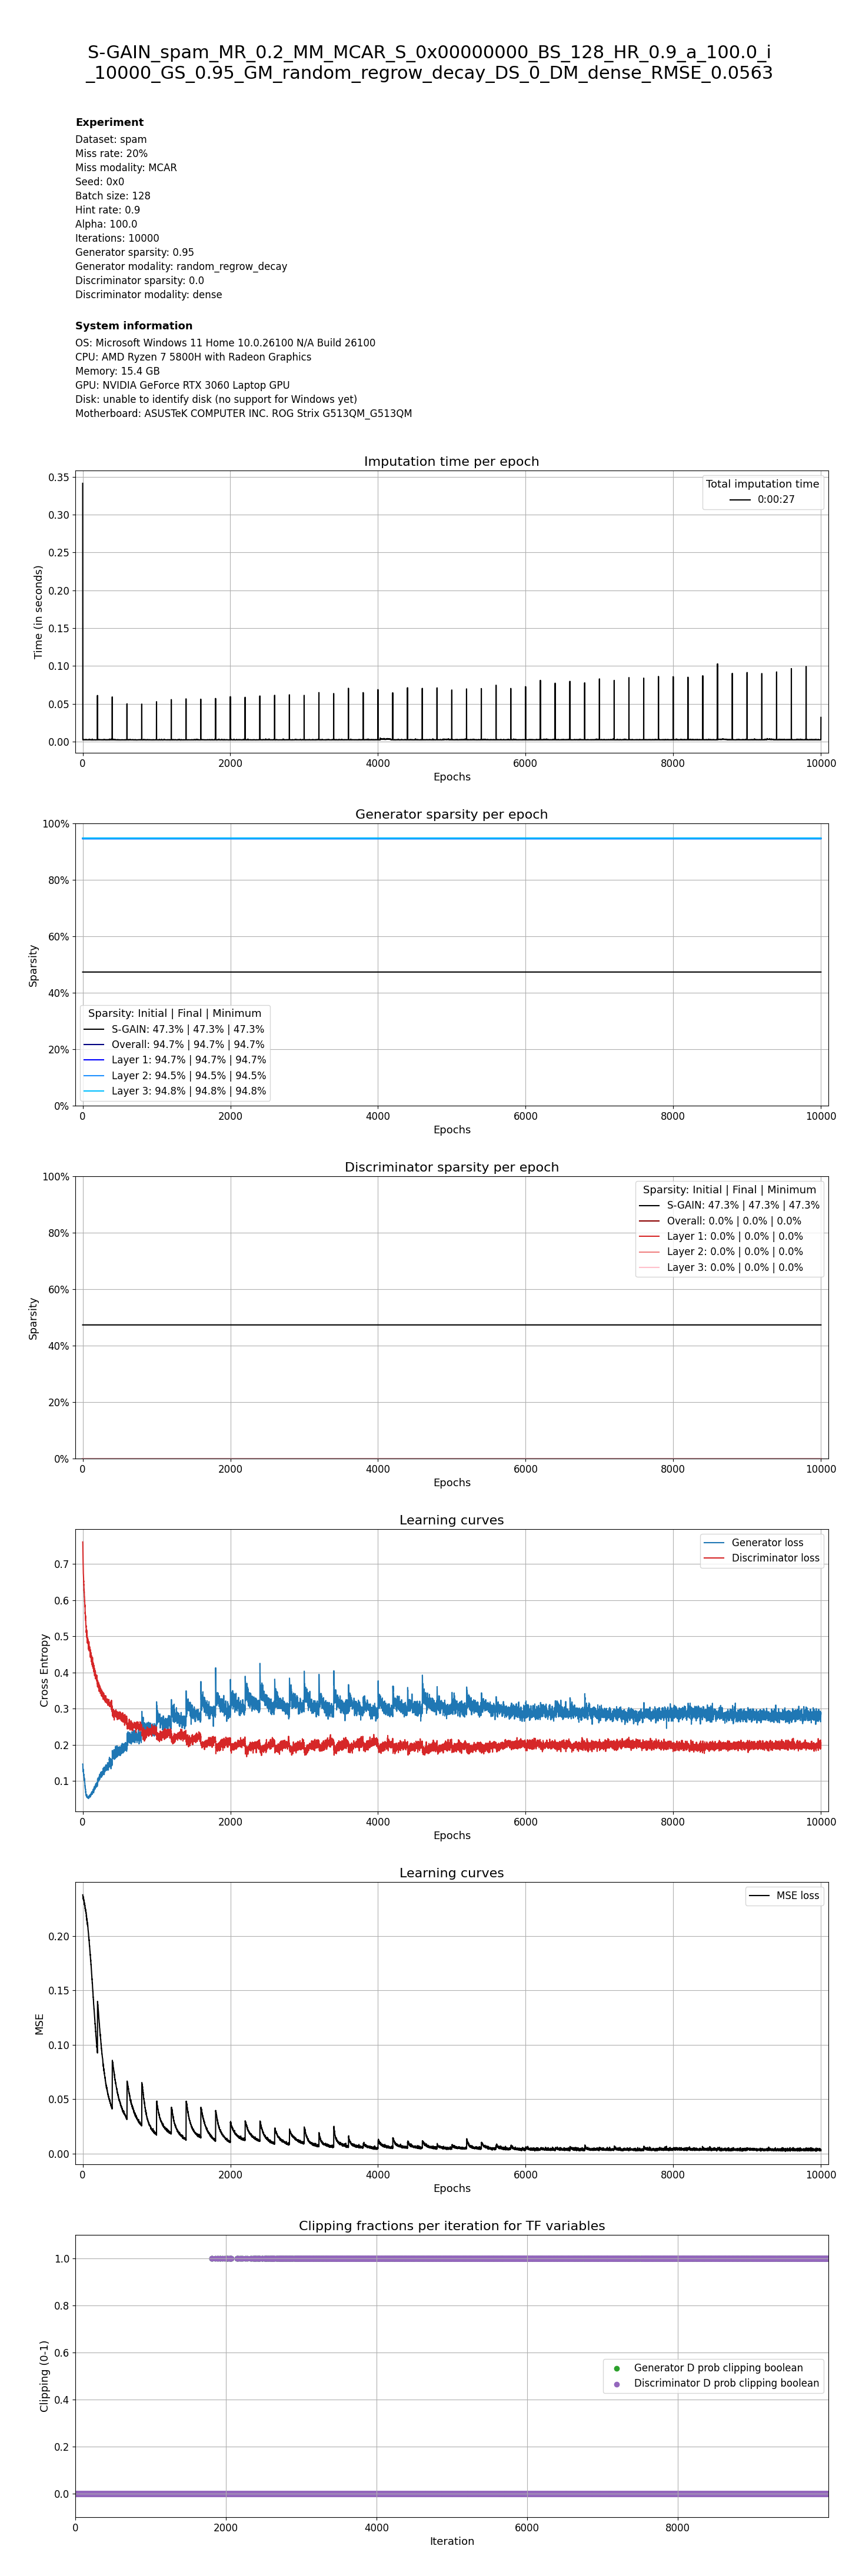 S-GAIN_spam_MR_0.2_MM_MCAR_S_0x00000000_BS_128_HR_0.9_a_100.0_i
_10000_GS_0.95_GM_random_regrow_decay_DS_0_DM_dense_RMSE_0.0563
Experiment
Dataset: spam
Miss rate: 20%
Miss modality: MCAR
Seed: 0x0
Batch size: 128
Hint rate: 0.9
Alpha: 100.0
Iterations: 10000
Generator sparsity: 0.95
Generator modality: random_regrow_decay
Discriminator sparsity: 0.0
Discriminator modality: dense
System information
OS: Microsoft Windows 11 Home 10.0.26100 N/A Build 26100
CPU: AMD Ryzen 7 5800H with Radeon Graphics
Memory: 15.4 GB
GPU: NVIDIA GeForce RTX 3060 Laptop GPU
Disk: unable to identify disk (no support for Windows yet)
Motherboard: ASUSTeK COMPUTER INC. ROG Strix G513QM_G513QM
Imputation time per epoch
Time (in seconds)
0.35
0.30
0.25
0.20
0.15
0.10
0.05
0.00
Total imputation time
0:00:27
0 2000 4000 6000 8000 10000
Epochs
Generator sparsity per epoch
Sparsity
100%
80%
60%
40%
20%
0%
Sparsity: Initial | Final | Minimum
S-GAIN: 47.3% | 47.3% | 47.3%
Overall: 94.7% | 94.7% | 94.7%
Layer 1: 94.7% | 94.7% | 94.7%
Layer 2: 94.5% | 94.5% | 94.5%
Layer 3: 94.8% | 94.8% | 94.8%
0 2000 4000 6000 8000 10000
Epochs
Discriminator sparsity per epoch
Sparsity
100%
80%
60%
40%
20%
0%
Sparsity: Initial | Final | Minimum
S-GAIN: 47.3% | 47.3% | 47.3%
Overall: 0.0% | 0.0% | 0.0%
Layer 1: 0.0% | 0.0% | 0.0%
Layer 2: 0.0% | 0.0% | 0.0%
Layer 3: 0.0% | 0.0% | 0.0%
0 2000 4000 6000 8000 10000
Epochs
Learning curves
Cross Entropy
0.7
0.6
0.5
0.4
0.3
0.2
0.1
Generator loss
Discriminator loss
0 2000 4000 6000 8000 10000
Epochs
Learning curves
MSE
0.20
0.15
0.10
0.05
0.00
MSE loss
0 2000 4000 6000 8000 10000
Epochs
Clipping fractions per iteration for TF variables
Clipping (0-1)
1.0
0.8
0.6
0.4
0.2
0.0
Generator D prob clipping boolean
Discriminator D prob clipping boolean
0 2000 4000 6000 8000
Iteration